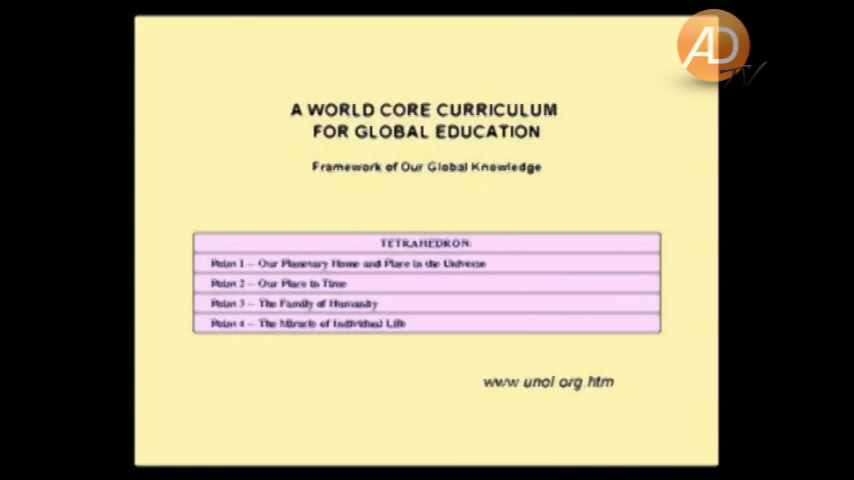 AD
TV
A WORLD CORE CURRICULUM
FOR GLOBAL EDUCATION
Framework of Our Global Knowledge
TETRAHEDRON:
Point 1 – Our Planetary Home and Place in the Universe
Point 2 – Our Place in Time
Point 3 – The Family of Humanity
Point 4 – The Miracle of Individual Life
www unol org.htm